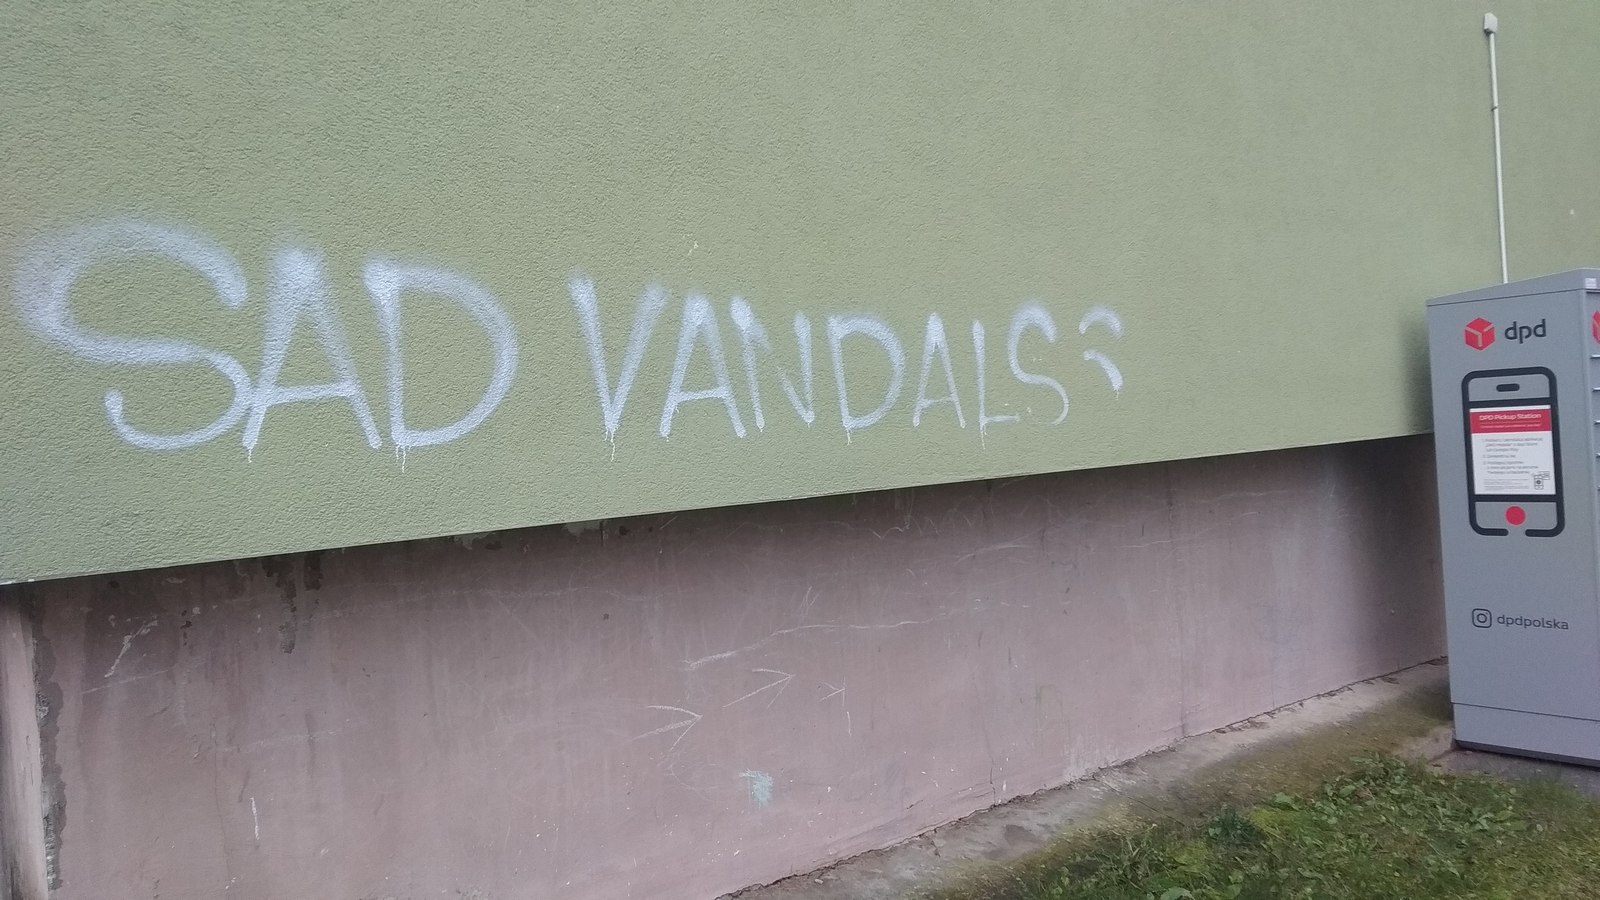 SAD VANDALS
dpd
DPD Pickup Station
dpdpolska